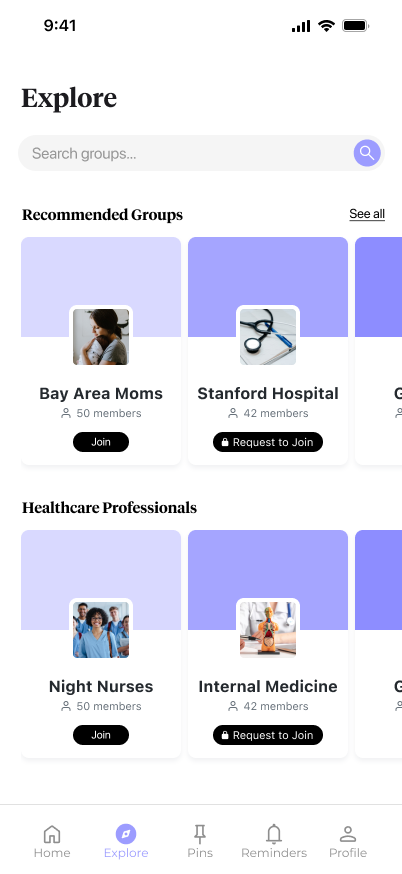 9:41
Explore
Search groups...
Recommended Groups
See all
Bay Area Moms
50 members
Join
Stanford Hospital
42 members
Request to Join
G
Healthcare Professionals
Night Nurses
50 members
Join
Internal Medicine
42 members
Request to Join
G
Home
Explore
Pins
Reminders
Profile